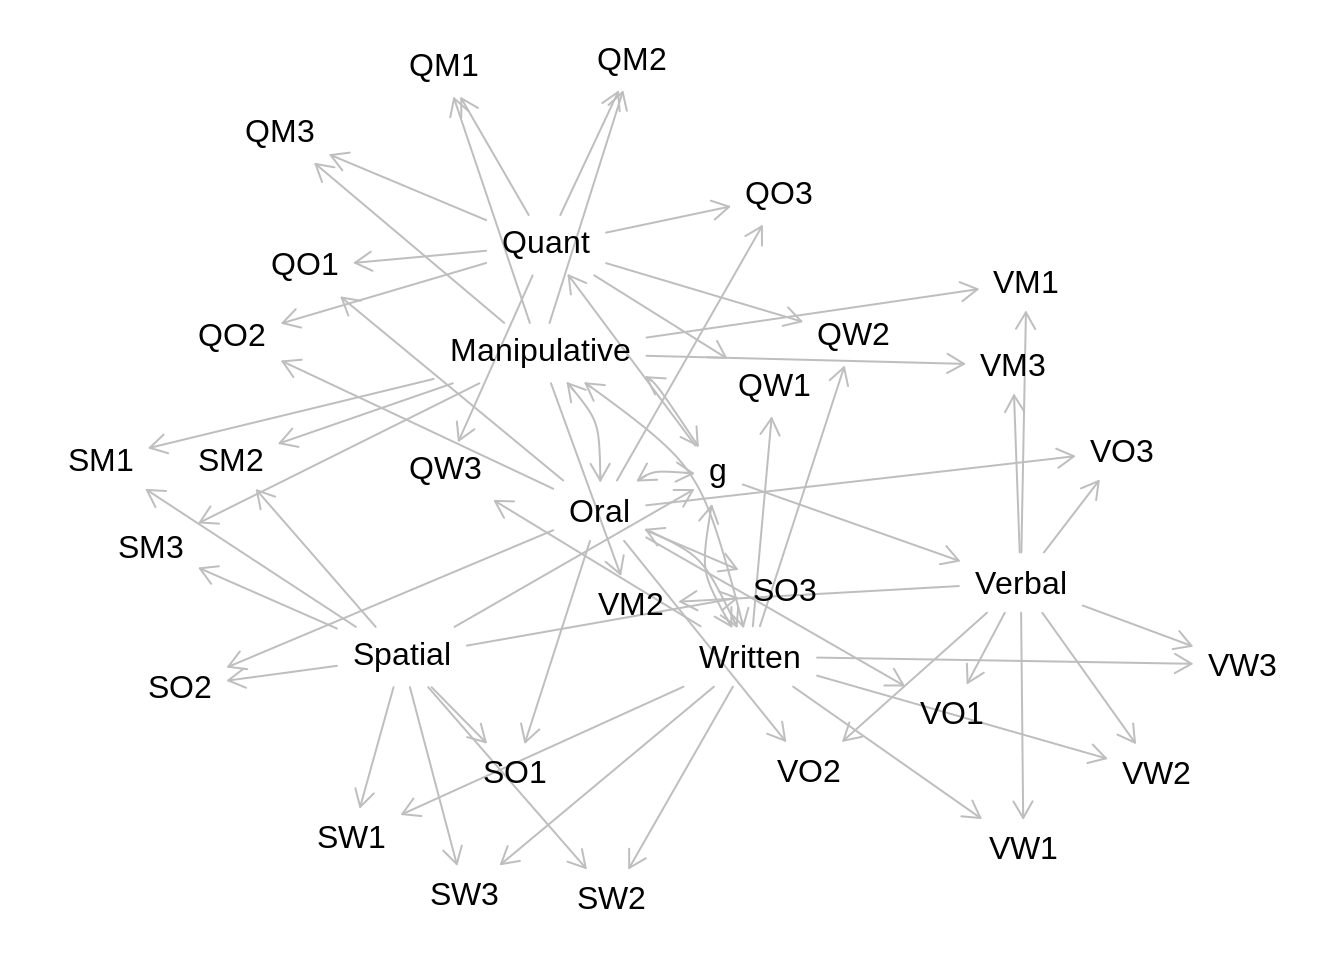 QM1
QM2
QM3
QO3
Quant
QO1
VM1
QO2
QW2
Manipulative
VM3
QW1
VO3
SM1
SM2
QW3
g
Oral
SM3
Verbal
SO3
VM2
Spatial
Written
VW3
SO2
VO1
SO1
VO2
VW2
SW1
VW1
SW3
SW2